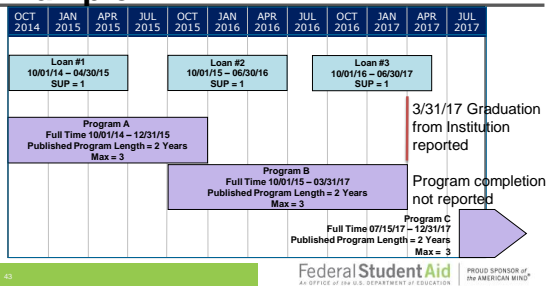 OCT 2014
JAN 2015
APR 2015
JUL 2015
OCT 2015
JAN 2016
APR 2016
JUL 2016
OCT 2016
JAN 2017
APR 2017
JUL 2017
Loan #1
10/01/14 – 04/30/15
SUP = 1
Loan #2
10/01/15 – 06/30/16
SUP = 1
Loan #3
10/01/16 – 06/30/17
SUP = 1
3/31/17 Graduation
from Institution
reported
Program A
Full Time 10/01/14 – 12/31/15
Published Program Length = 2 Years
Max = 3
Program B
Full Time 10/01/15 – 03/31/17
Published Program Length = 2 Years
Max = 3
Program completion
not reported
Program C
Full Time 07/15/17 – 12/31/17
Published Program Length = 2 Years
Max = 3
43
Federal Student Aid
An OFFICE of the U.S. DEPARTMENT of EDUCATION
PROUD SPONSOR of
the AMERICAN MIND®